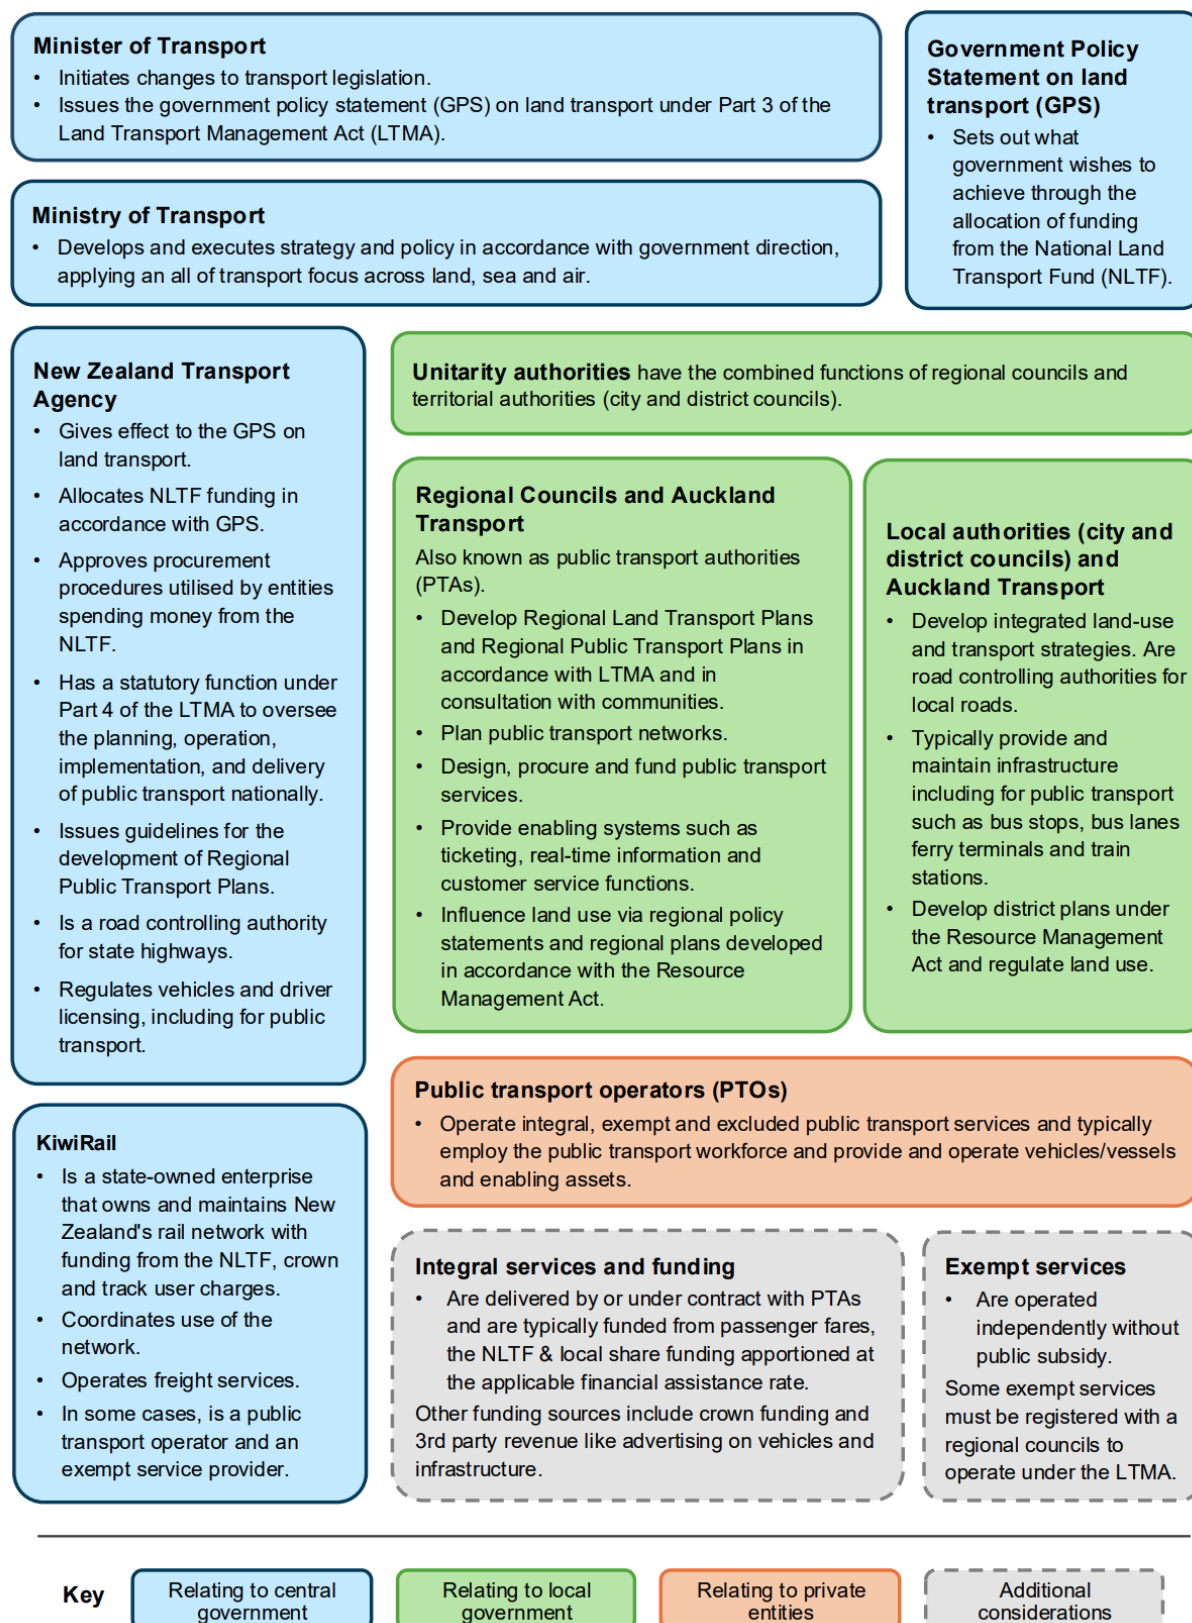 Minister of Transport
• Initiates changes to transport legislation.
• Issues the government policy statement (GPS) on land transport under Part 3 of the
Land Transport Management Act (LTMA).
Government Policy
Statement on land
transport (GPS)
• Sets out what
government wishes to
achieve through the
allocation of funding
from the National Land
Transport Fund (NLTF).
Ministry of Transport
• Develops and executes strategy and policy in accordance with government direction,
applying an all of transport focus across land, sea and air.
New Zealand Transport
Agency
• Gives effect to the GPS on
land transport.
• Allocates NLTF funding in
accordance with GPS.
• Approves procurement
procedures utilised by entities
spending money from the
NLTF.
• Has a statutory function under
Part 4 of the LTMA to oversee
the planning, operation,
implementation, and delivery
of public transport nationally.
• Issues guidelines for the
development of Regional
Public Transport Plans.
• Is a road controlling authority
for state highways.
• Regulates vehicles and driver
licensing, including for public
transport.
Unitarity authorities have the combined functions of regional councils and
territorial authorities (city and district councils).
Regional Councils and Auckland
Transport
Also known as public transport authorities
(PTAs).
• Develop Regional Land Transport Plans
and Regional Public Transport Plans in
accordance with LTMA and in
consultation with communities.
• Plan public transport networks.
• Design, procure and fund public transport
services.
• Provide enabling systems such as
ticketing, real-time information and
customer service functions.
• Influence land use via regional policy
statements and regional plans developed
in accordance with the Resource
Management Act.
Local authorities (city and
district councils) and
Auckland Transport
• Develop integrated land-use
and transport strategies. Are
road controlling authorities for
local roads.
• Typically provide and
maintain infrastructure
including for public transport
such as bus stops, bus lanes
ferry terminals and train
stations.
• Develop district plans under
the Resource Management
Act and regulate land use.
Public transport operators (PTOs)
• Operate integral, exempt and excluded public transport services and typically
employ the public transport workforce and provide and operate vehicles/vessels
and enabling assets.
KiwiRail
• Is a state-owned enterprise
that owns and maintains New
Zealand's rail network with
funding from the NLTF, crown
and track user charges.
• Coordinates use of the
network.
• Operates freight services.
• In some cases, is a public
transport operator and an
exempt service provider.
Integral services and funding
• Are delivered by or under contract with PTAs
and are typically funded from passenger fares,
the NLTF & local share funding apportioned at
the applicable financial assistance rate.
Other funding sources include crown funding and
3rd party revenue like advertising on vehicles and
infrastructure.
Exempt services
• Are operated
independently without
public subsidy.
Some exempt services
must be registered with a
regional councils to
operate under the LTMA.
Key
Relating to central
government
Relating to local
government
Relating to private
entities
Additional
considerations